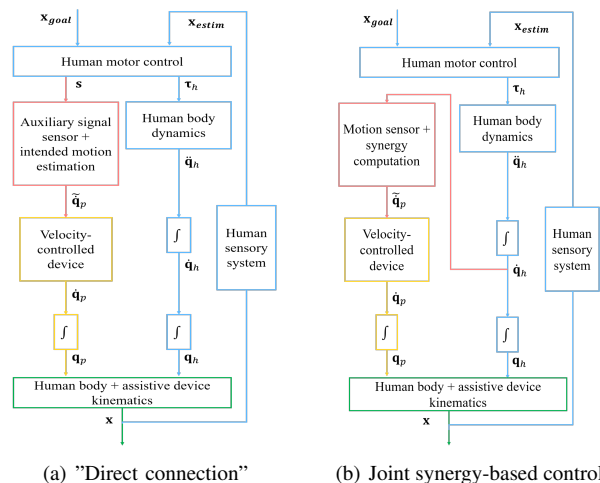 x_goal
x_estim
Human motor control
s
τ_h
Auxiliary signal
sensor +
intended motion
estimation
Human body
dynamics
q̈_h
q̃̇_p
Velocity-
controlled
device
∫
Human
sensory
system
q̇_h
q̇_p
∫
∫
q_p
q_h
Human body + assistive device
kinematics
x
(a) ”Direct connection”
x_goal
x_estim
Human motor control
τ_h
Motion sensor +
synergy
computation
Human body
dynamics
q̈_h
q̃̇_p
Velocity-
controlled
device
∫
Human
sensory
system
q̇_h
q̇_p
∫
∫
q_p
q_h
Human body + assistive device
kinematics
x
(b) Joint synergy-based control